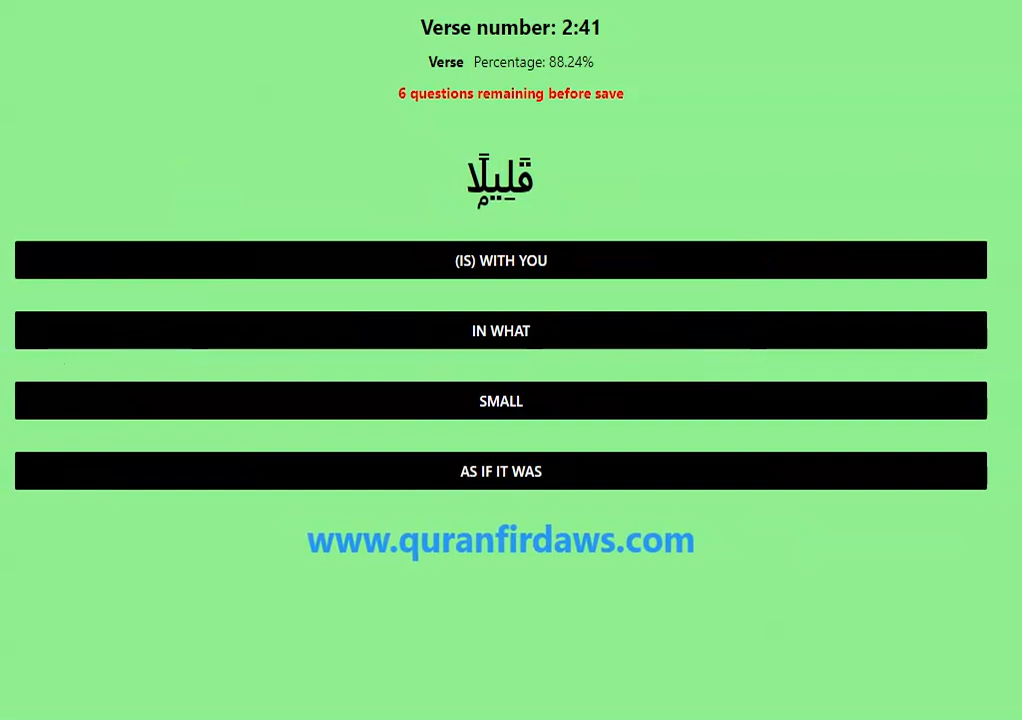 Verse number: 2:41
Verse Percentage: 88.24%
6 questions remaining before save
قَلِيلًۭا
(IS) WITH YOU
IN WHAT
SMALL
AS IF IT WAS
www.quranfirdaws.com